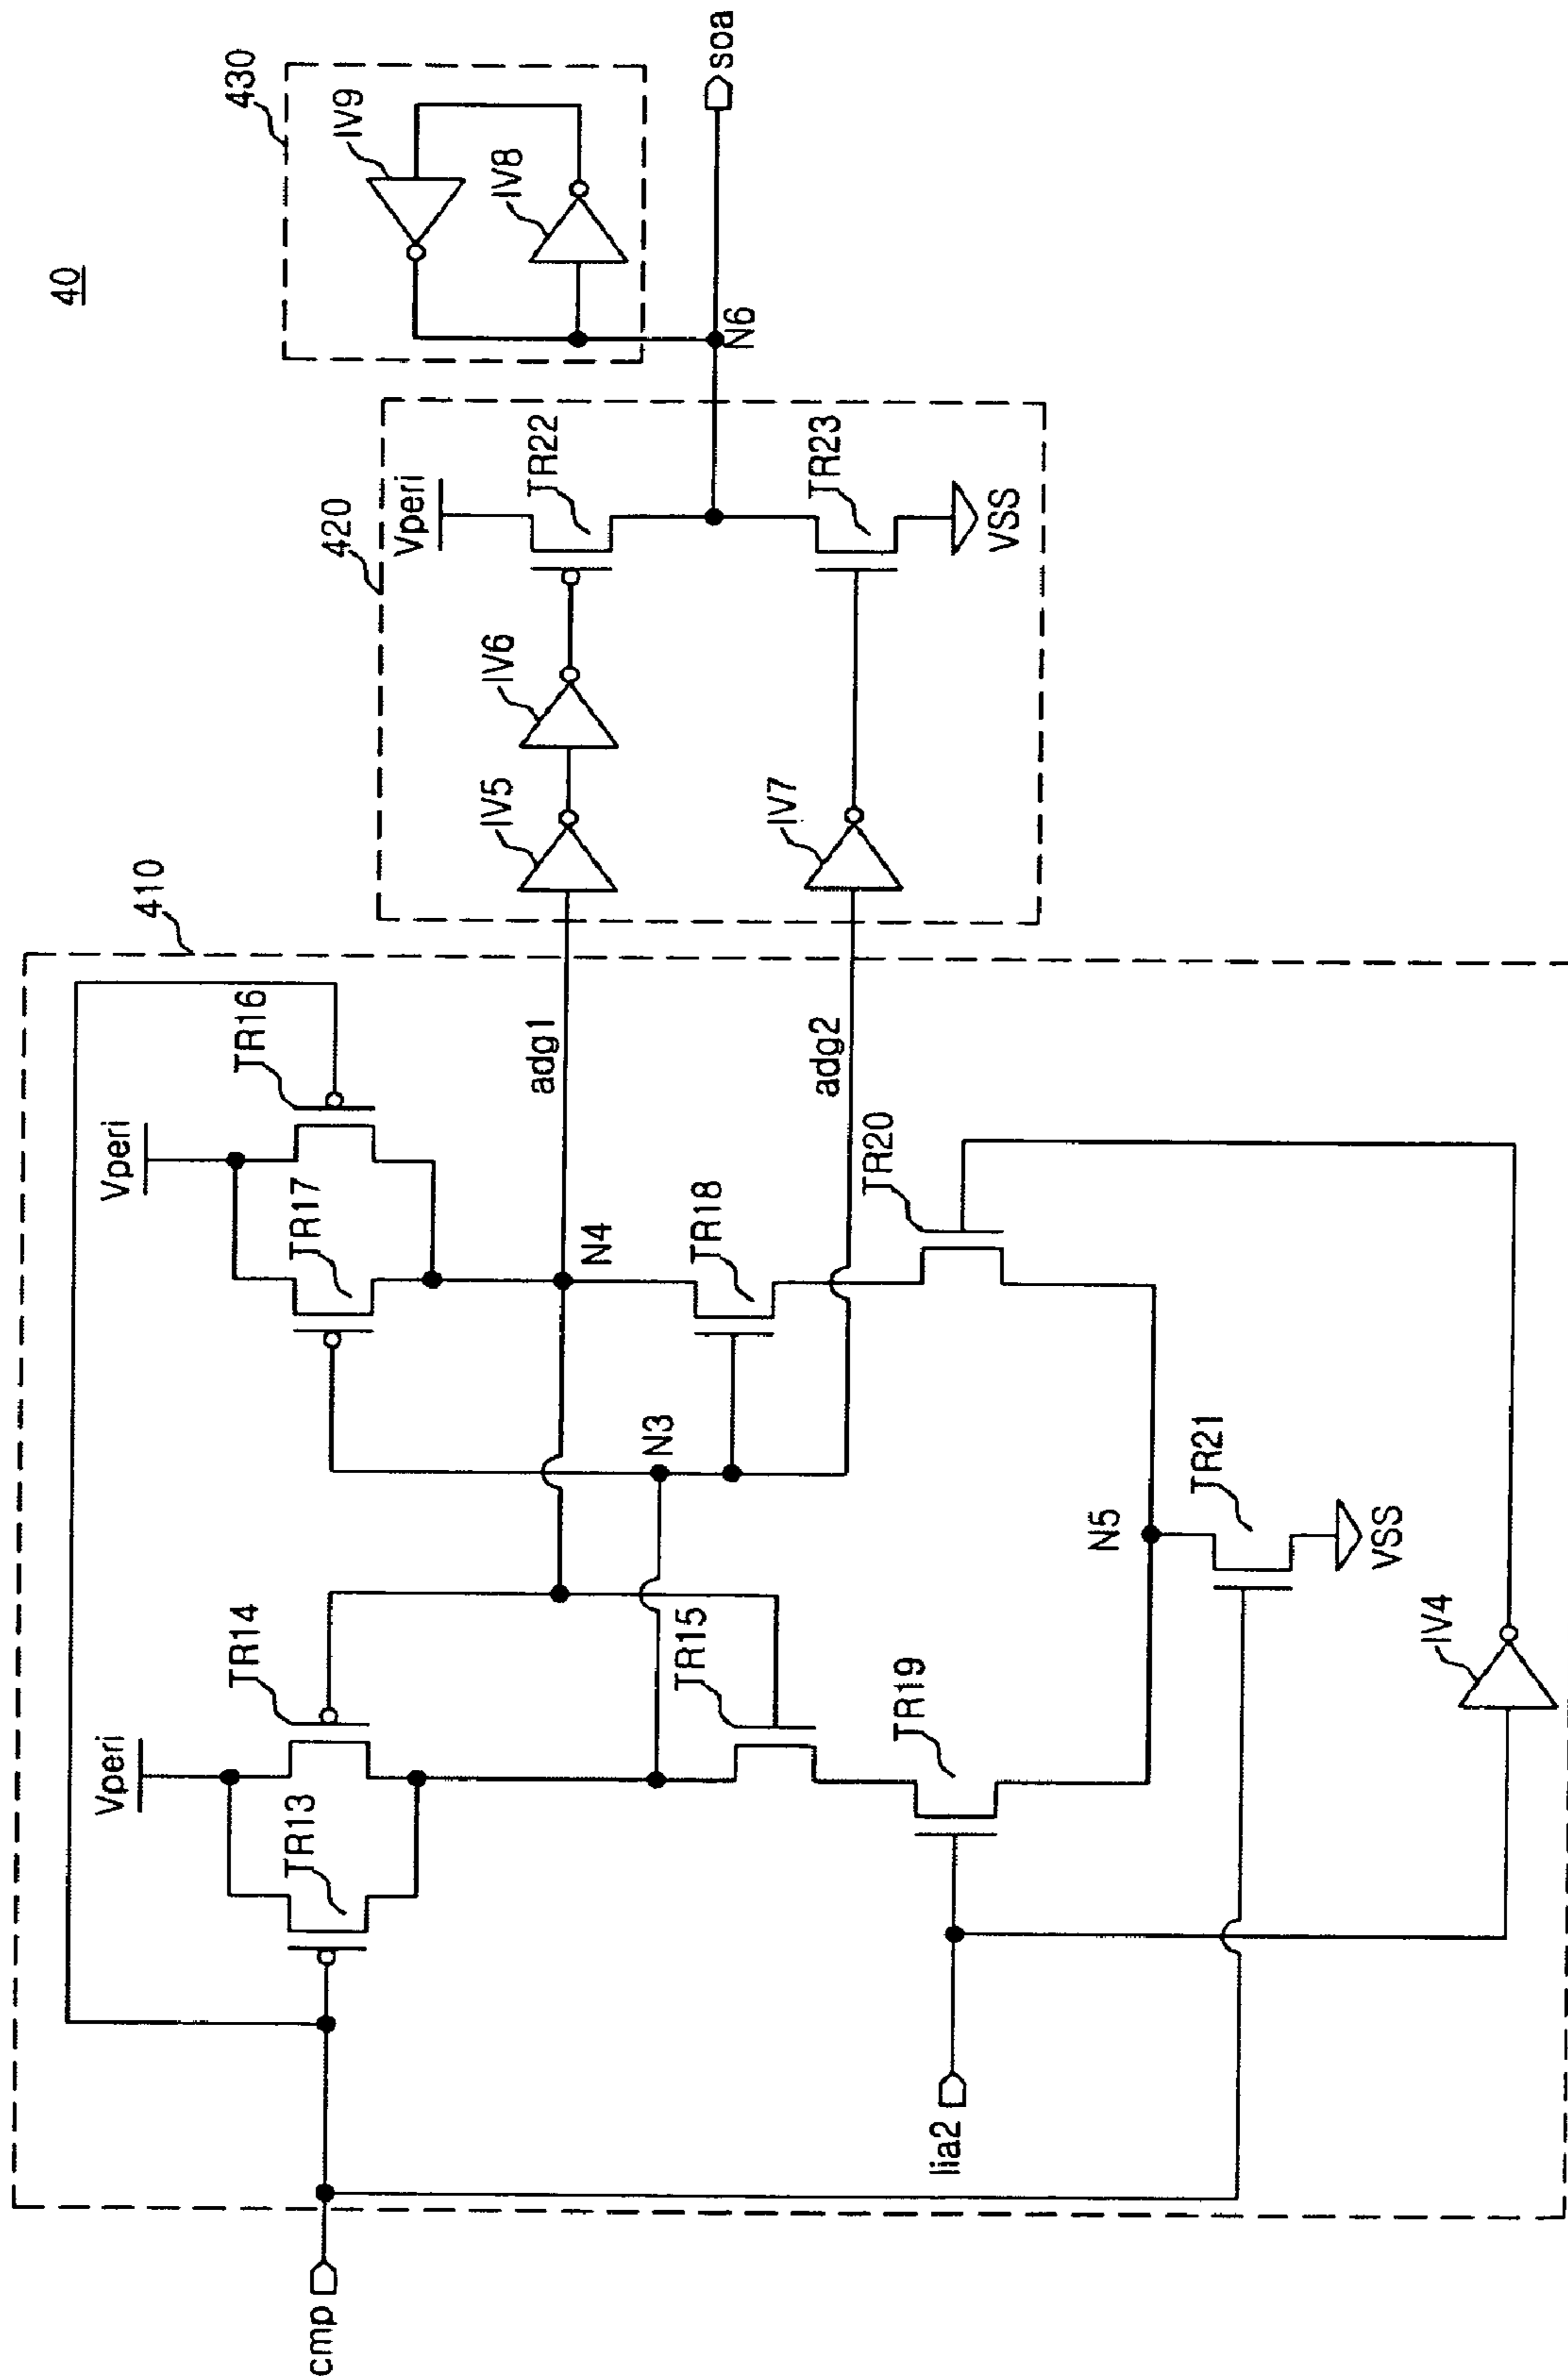 40
410
420
430
cmp
Vperi
TR13
TR14
TR15
N3
Vperi
TR17
TR16
N4
TR18
adg1
adg2
IV5
IV6
Vperi
TR22
IV7
TR23
VSS
IV9
IV8
N6
soa
lia2
TR19
TR20
N5
TR21
VSS
IV4